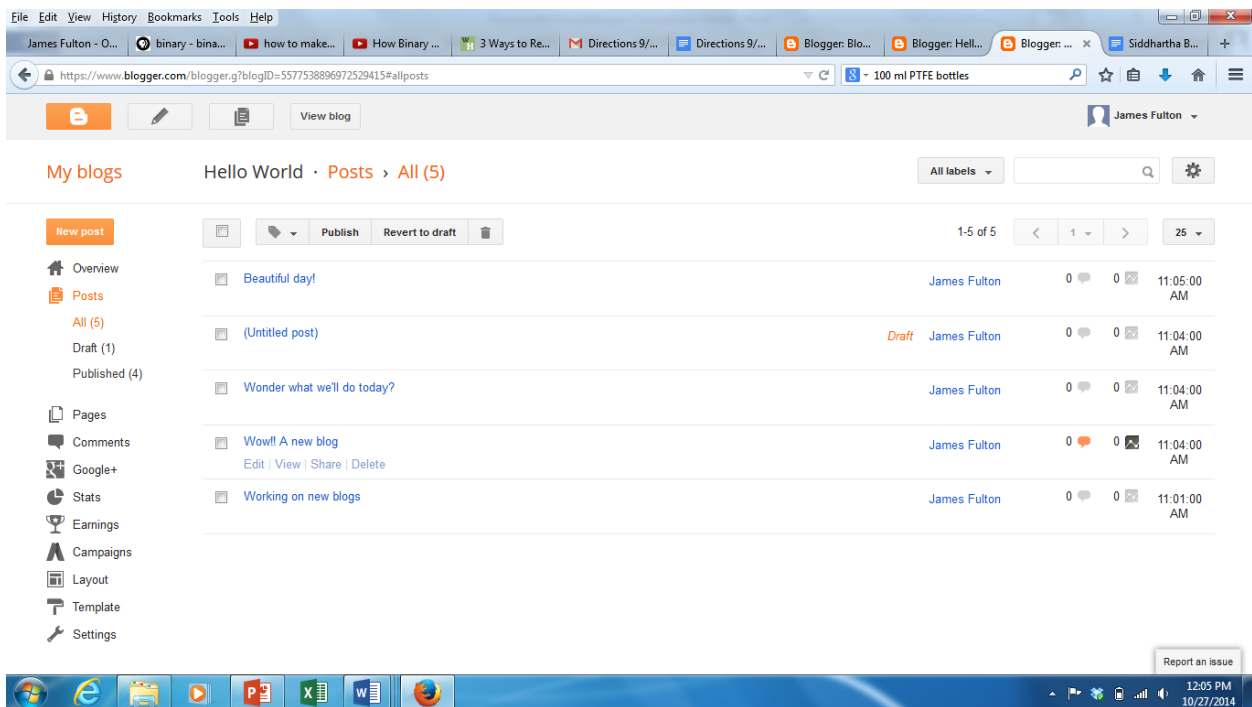 File Edit View History Bookmarks Tools Help
James Fulton - O... binary - bina... how to make... How Binary ... 3 Ways to Re... Directions 9/... Directions 9/... Blogger: Blo... Blogger: Hell... Blogger: ... × Siddhartha B... +
https://www.blogger.com/blogger.g?blogID=5577538896972529415#allposts 100 ml PTFE bottles
View blog James Fulton
My blogs Hello World · Posts › All (5) All labels
New post Publish Revert to draft 1-5 of 5 1 25
Overview
Beautiful day! James Fulton 0 0 11:05:00 AM
Posts
All (5)
(Untitled post) Draft James Fulton 0 0 11:04:00 AM
Draft (1)
Published (4)
Wonder what we'll do today? James Fulton 0 0 11:04:00 AM
Pages
Comments
Wow!! A new blog James Fulton 0 0 11:04:00 AM
Edit | View | Share | Delete
Google+
Stats
Working on new blogs James Fulton 0 0 11:01:00 AM
Earnings
Campaigns
Layout
Template
Settings
Report an issue
12:05 PM
10/27/2014